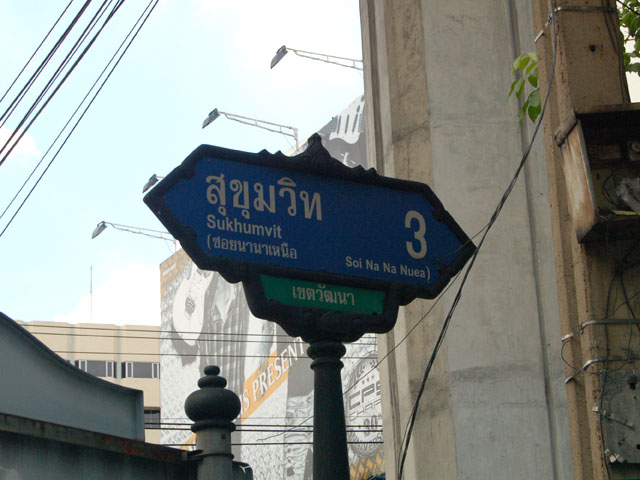 สุขุมวิท 3
Sukhumvit
(ซอยนานาเหนือ Soi Na Na Nuea)
เขตวัฒนา
S PRESEN